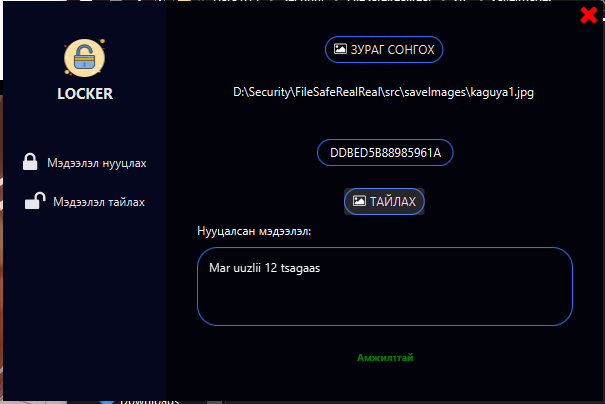 LOCKER
Мэдээлэл нууцлах
Мэдээлэл тайлах
ЗУРАГ СОНГОХ
D:\Security\FileSafeRealReal\src\saveImages\kaguya1.jpg
DDBED5B88985961A
ТАЙЛАХ
Нууцалсан мэдээлэл:
Mar uuzlii 12 tsagaas
Амжилттай
Downloads